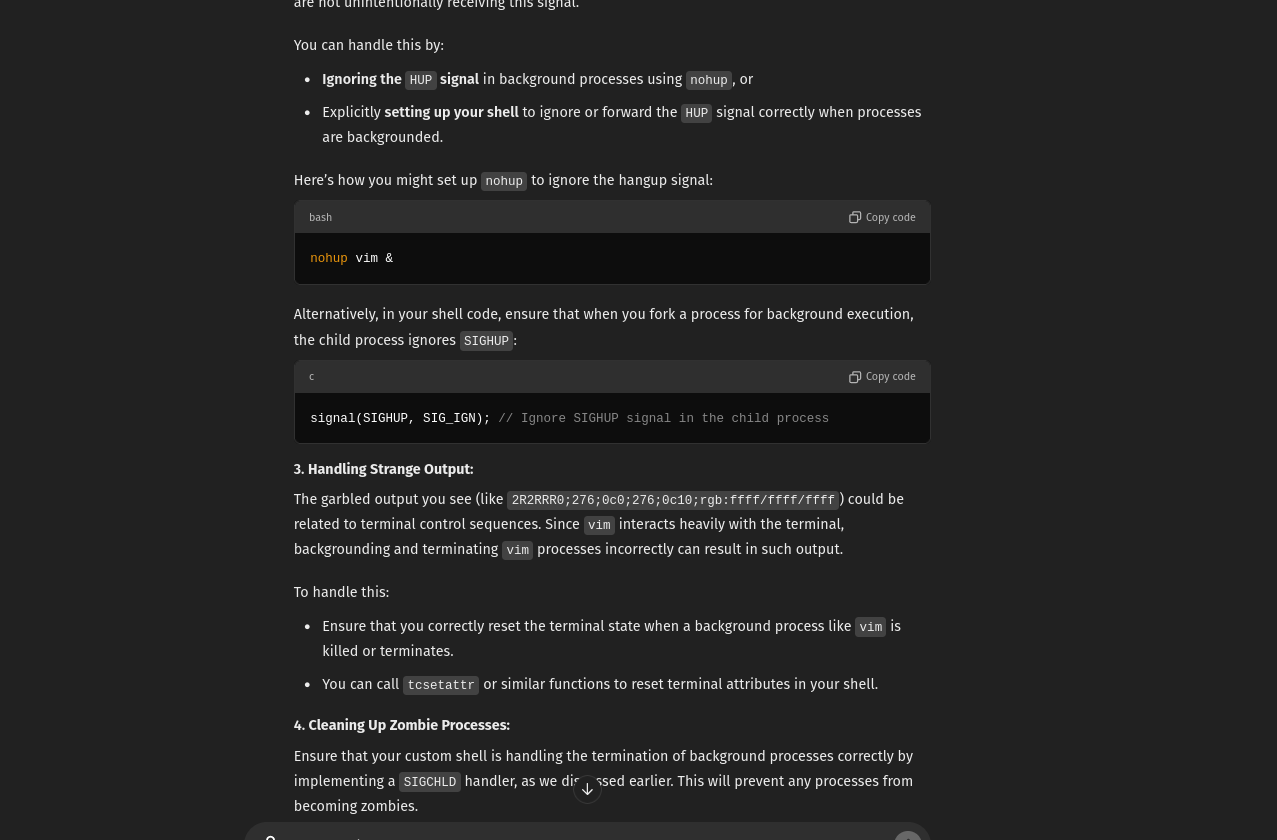 are not unintentionally receiving this signal.
You can handle this by:
• Ignoring the HUP signal in background processes using nohup, or
• Explicitly setting up your shell to ignore or forward the HUP signal correctly when processes
are backgrounded.
Here’s how you might set up nohup to ignore the hangup signal:
bash Copy code
nohup vim &
Alternatively, in your shell code, ensure that when you fork a process for background execution,
the child process ignores SIGHUP:
c Copy code
signal(SIGHUP, SIG_IGN); // Ignore SIGHUP signal in the child process
3. Handling Strange Output:
The garbled output you see (like 2R2RRR0;276;0c0;276;0c10;rgb:ffff/ffff/ffff) could be
related to terminal control sequences. Since vim interacts heavily with the terminal,
backgrounding and terminating vim processes incorrectly can result in such output.
To handle this:
• Ensure that you correctly reset the terminal state when a background process like vim is
killed or terminates.
• You can call tcsetattr or similar functions to reset terminal attributes in your shell.
4. Cleaning Up Zombie Processes:
Ensure that your custom shell is handling the termination of background processes correctly by
implementing a SIGCHLD handler, as we discussed earlier. This will prevent any processes from
becoming zombies.